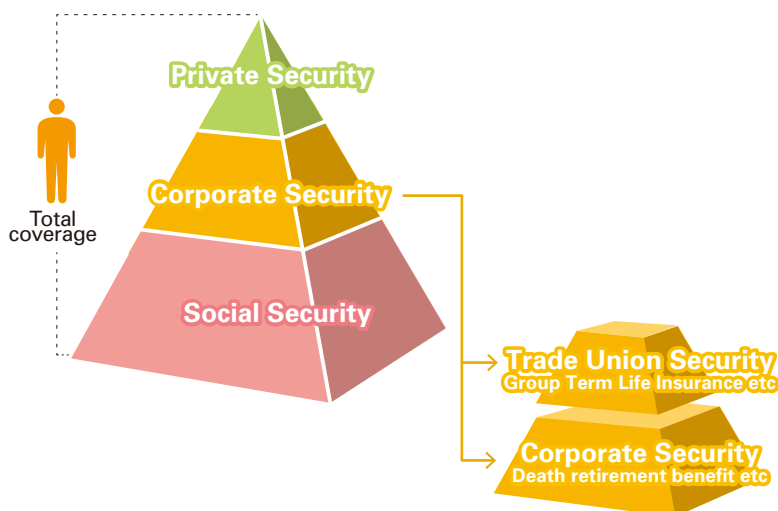 Private Security
Corporate Security
Total
coverage
Social Security
Trade Union Security
Group Term Life Insurance etc
Corporate Security
Death retirement benefit etc